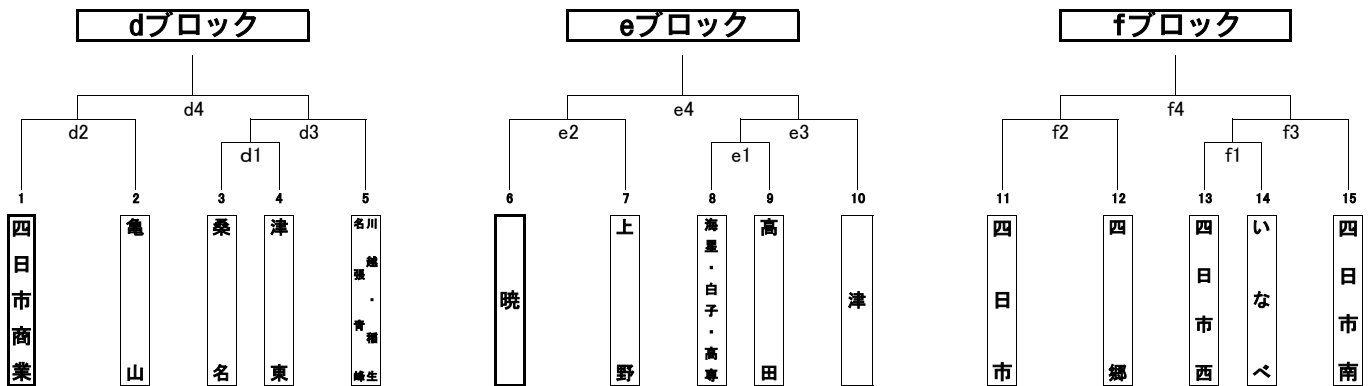 dブロック
eブロック
fブロック
d4
e4
f4
d2
d3
e2
e3
f2
f3
d1
e1
f1
1
2
3
4
5
6
7
8
9
10
11
12
13
14
15
四日市商業
亀山
桑名
津東
川越・稲生
名張青峰
暁
上野
海星・白子・高専
高田
津
四日市
四郷
四日市西
いなべ
四日市南